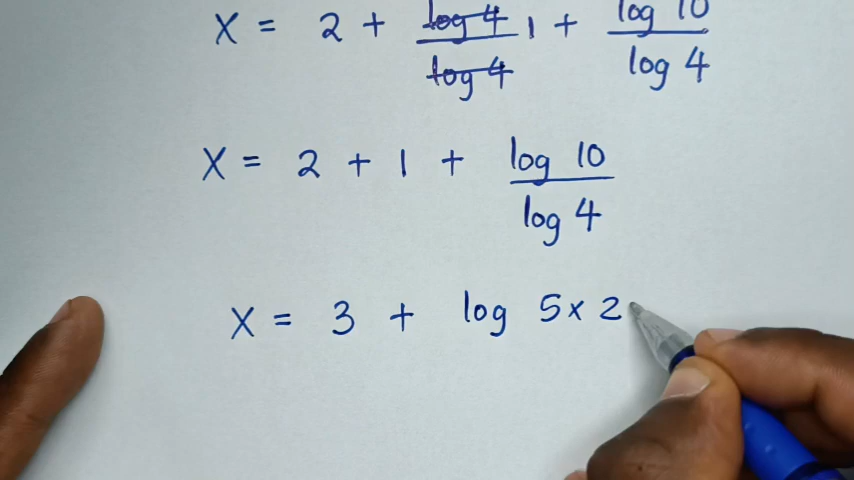 X = 2 + log 4 / log 4 1 + log 10 / log 4
X = 2 + 1 + log 10 / log 4
X = 3 + log 5 x 2